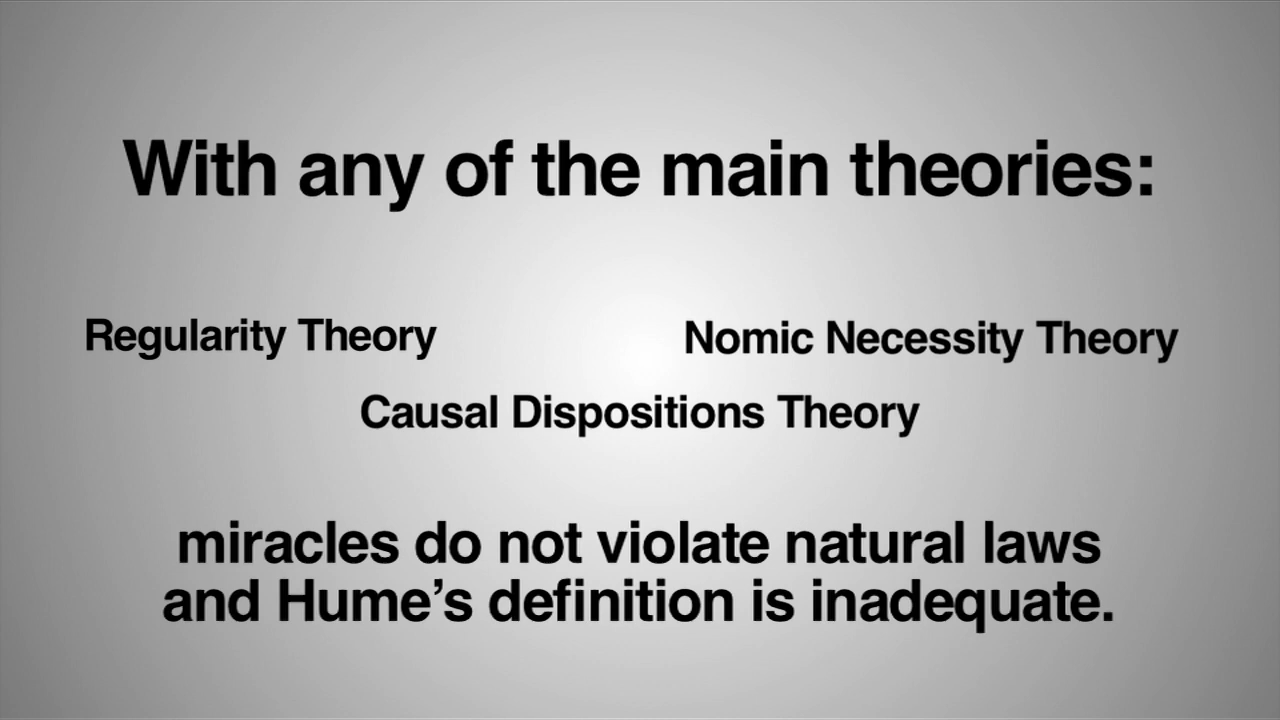 With any of the main theories:
Regularity Theory
Nomic Necessity Theory
Causal Dispositions Theory
miracles do not violate natural laws
and Hume’s definition is inadequate.